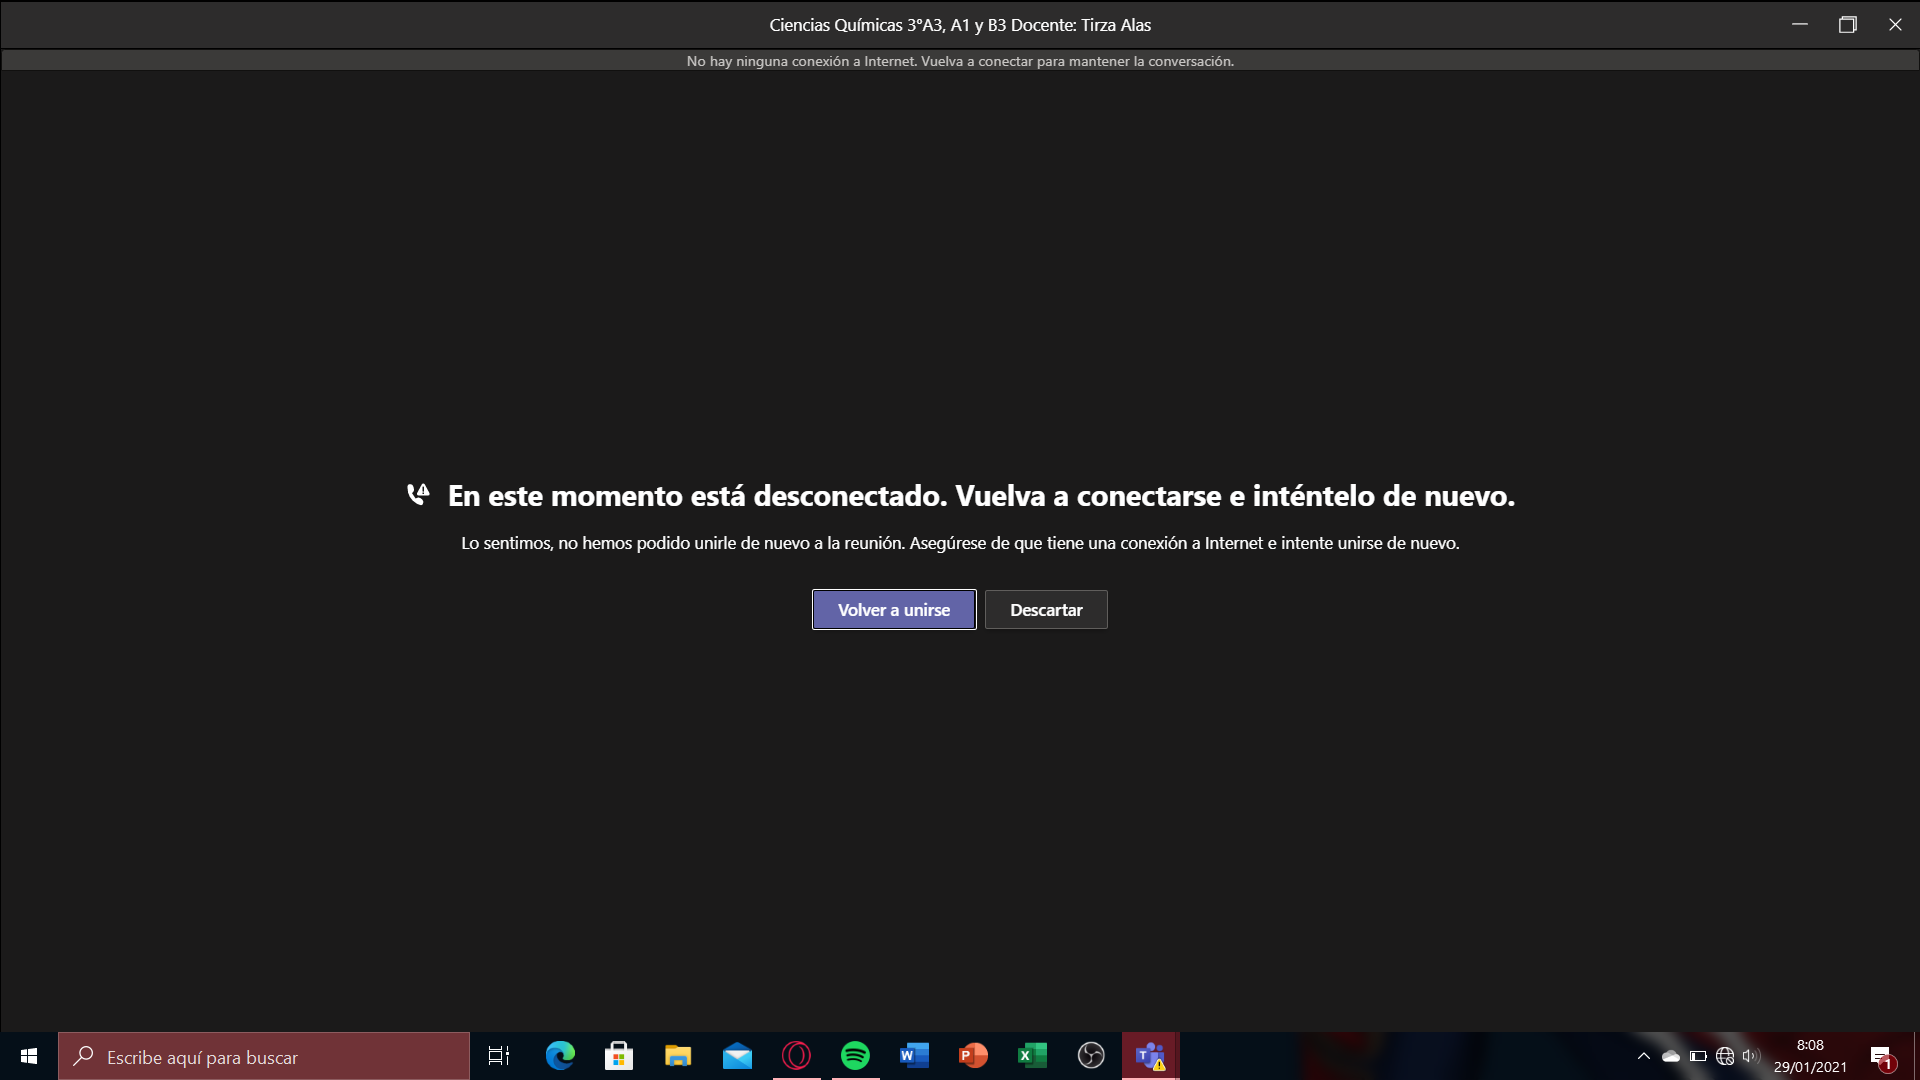 Ciencias Químicas 3°A3, A1 y B3 Docente: Tirza Alas
No hay ninguna conexión a Internet. Vuelva a conectar para mantener la conversación.
En este momento está desconectado. Vuelva a conectarse e inténtelo de nuevo.
Lo sentimos, no hemos podido unirle de nuevo a la reunión. Asegúrese de que tiene una conexión a Internet e intente unirse de nuevo.
Volver a unirse
Descartar
Escribe aquí para buscar
8:08
29/01/2021
1